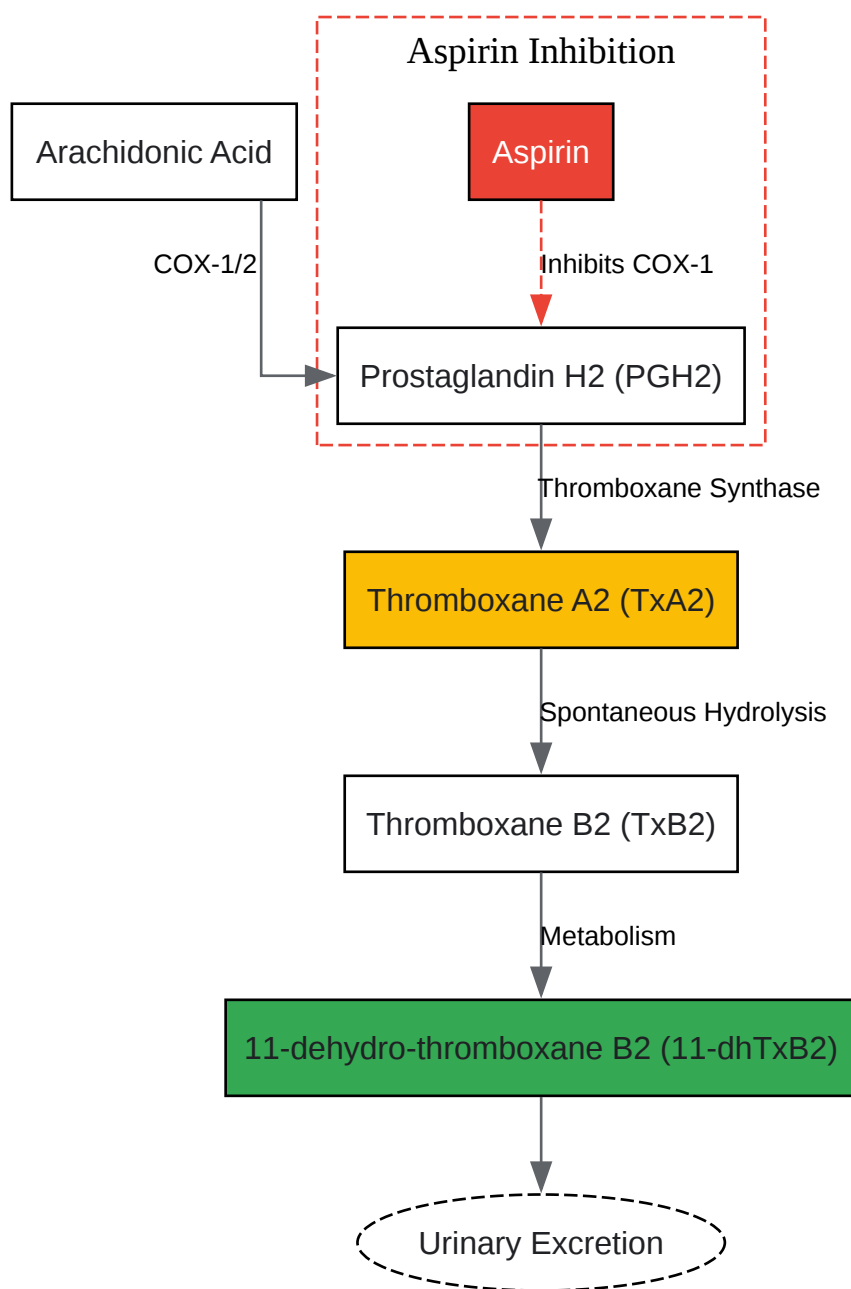 Aspirin Inhibition
Arachidonic Acid
Aspirin
COX-1/2
Inhibits COX-1
Prostaglandin H2 (PGH2)
Thromboxane Synthase
Thromboxane A2 (TxA2)
Spontaneous Hydrolysis
Thromboxane B2 (TxB2)
Metabolism
11-dehydro-thromboxane B2 (11-dhTxB2)
Urinary Excretion